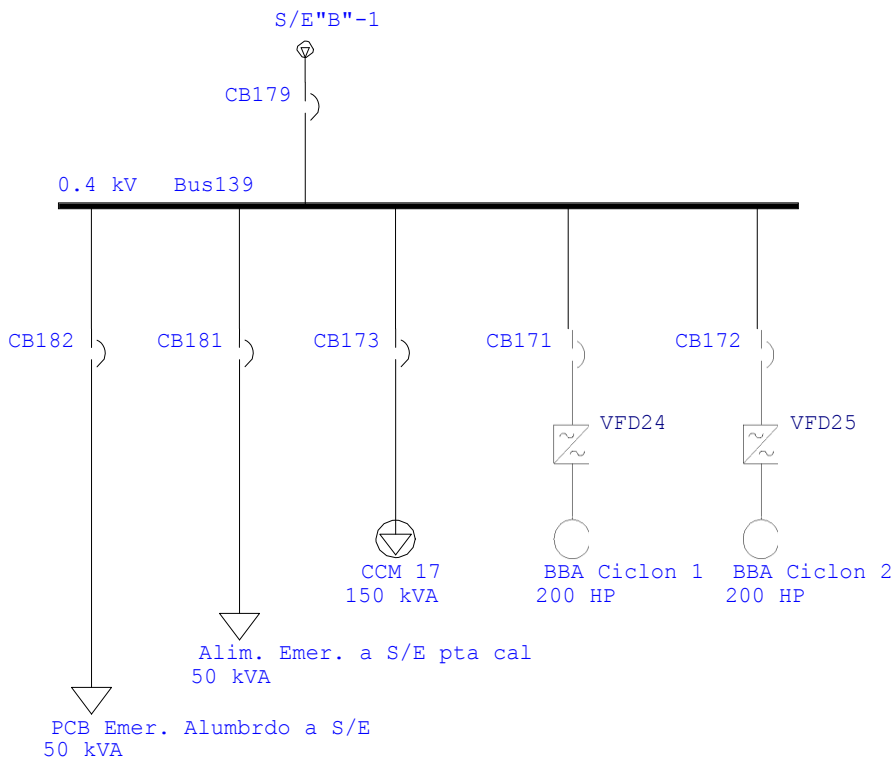 S/E"B"-1
CB179
0.4 kV Bus139
CB182 CB181 CB173 CB171 CB172
VFD24 VFD25
CCM 17 BBA Ciclon 1 BBA Ciclon 2
150 kVA 200 HP 200 HP
Alim. Emer. a S/E pta cal
50 kVA
PCB Emer. Alumbrdo a S/E
50 kVA